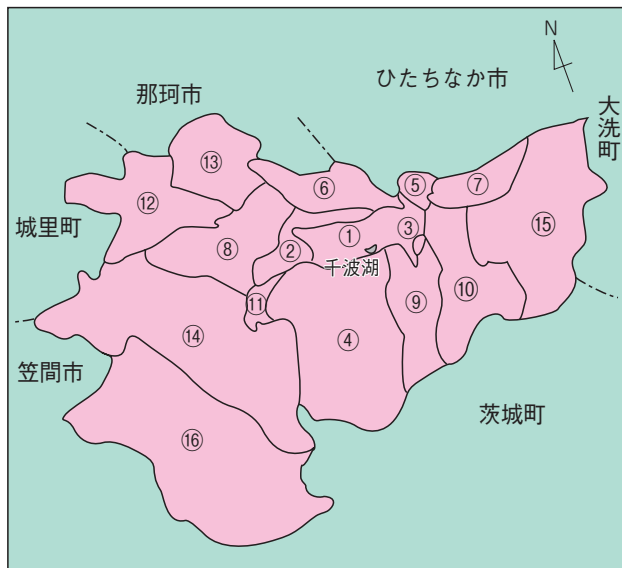 N
ひたちなか市
那珂市
大洗町
⑬
⑤
⑦
⑥
⑫
城里町
⑮
⑧
①
③
②
千波湖
⑨
⑩
⑪
⑭
④
笠間市
茨城町
⑯